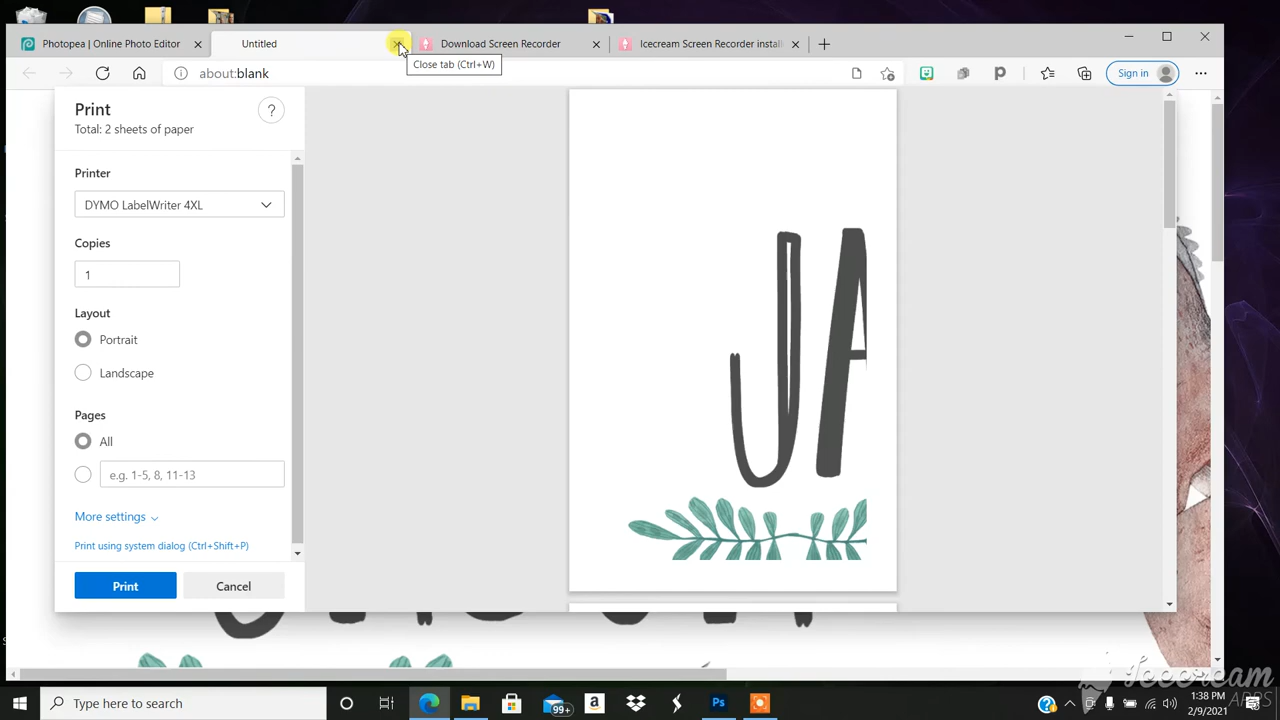 Photopea | Online Photo Editor
Untitled
Download Screen Recorder
Icecream Screen Recorder instal
Close tab (Ctrl+W)
about:blank
Sign in
Print
Total: 2 sheets of paper
?
Printer
DYMO LabelWriter 4XL
Copies
1
Layout
Portrait
Landscape
Pages
All
e.g. 1-5, 8, 11-13
More settings
Print using system dialog (Ctrl+Shift+P)
Print
Cancel
JA
Icecream
APPS
Type here to search
99+
Ps
1:38 PM
2/9/2021